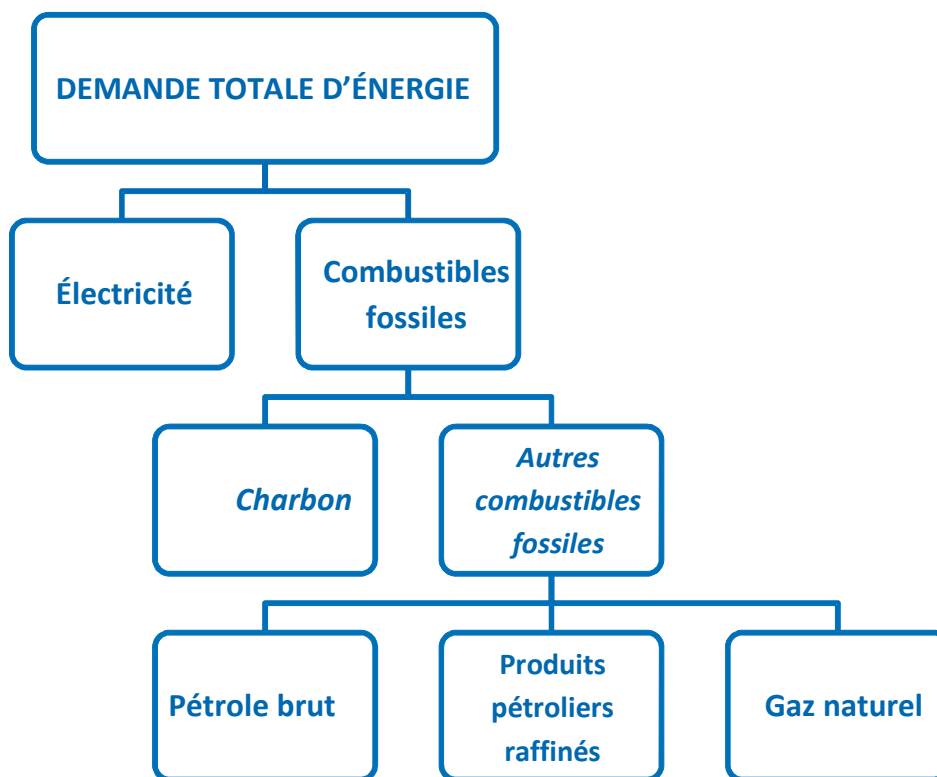 DEMANDE TOTALE D’ÉNERGIE
Électricité
Combustibles
fossiles
Charbon
Autres
combustibles
fossiles
Pétrole brut
Produits
pétroliers
raffinés
Gaz naturel